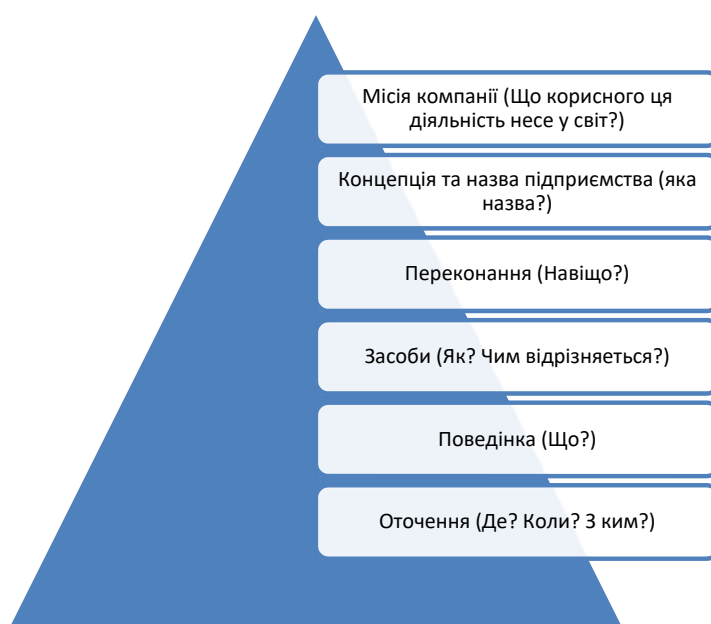 Місія компанії (Що корисного ця
діяльність несе у світ?)
Концепція та назва підприємства (яка
назва?)
Переконання (Навіщо?)
Засоби (Як? Чим відрізняеться?)
Поведінка (Що?)
Оточення (Де? Коли? З ким?)